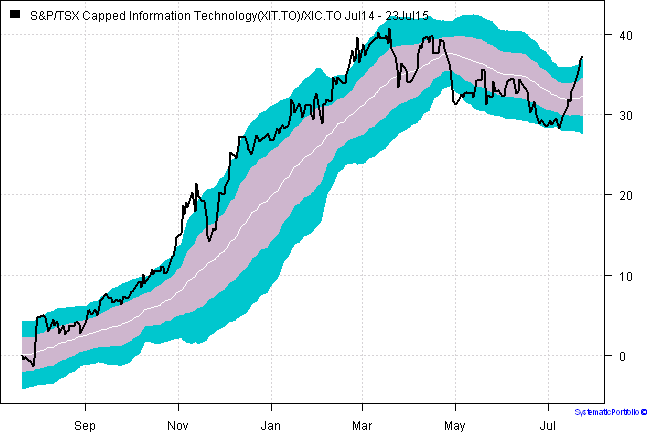 S&P/TSX Capped Information Technology(XIT.TO)/XIC.TO Jul14 - 23Jul15
40
30
20
10
0
Sep Nov Jan Mar May Jul
SystematicPortfolio ©